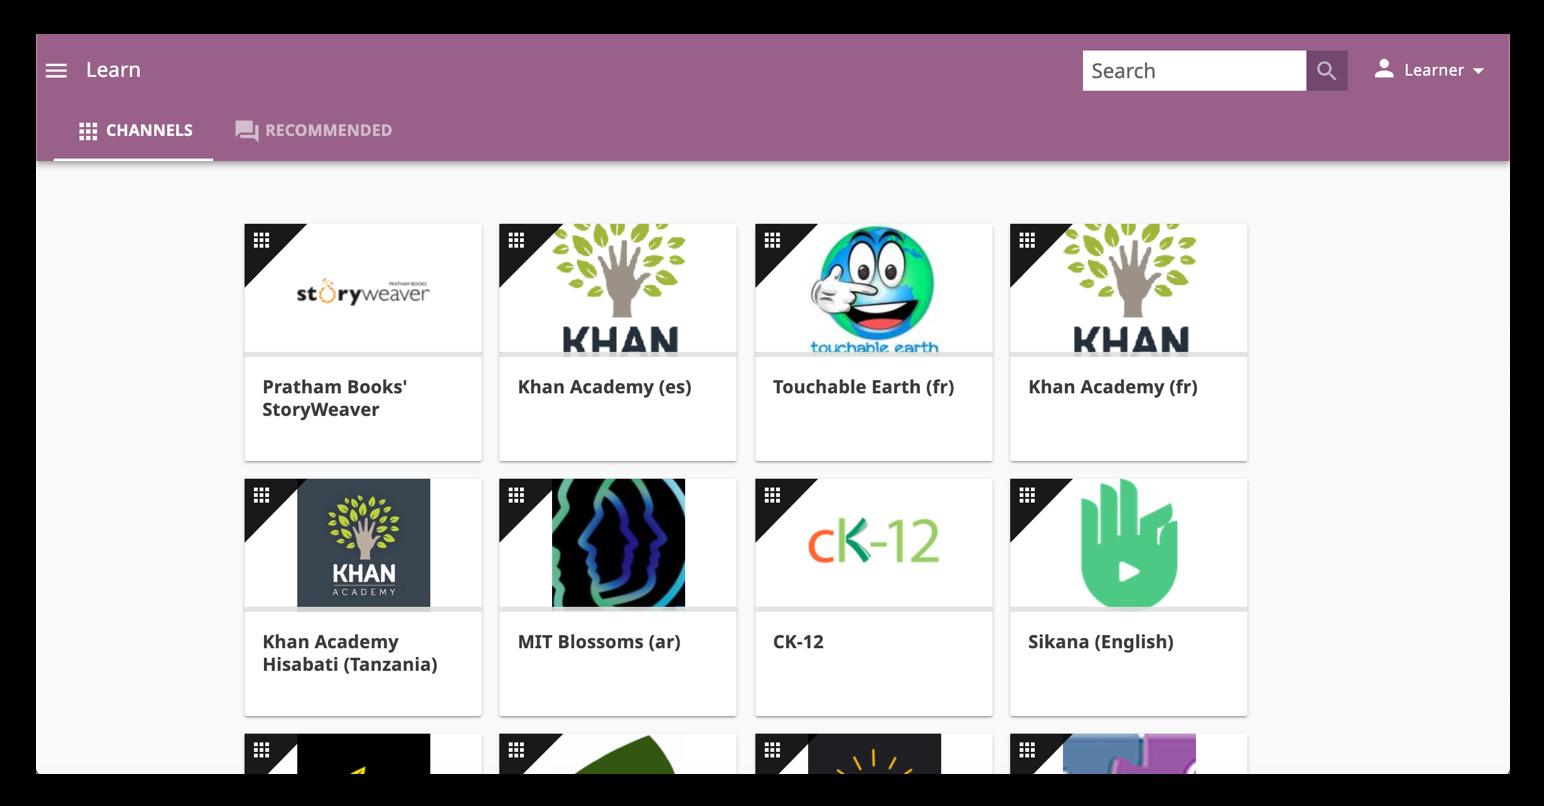 Learn
Search
Learner
CHANNELS
RECOMMENDED
PRATHAM BOOKS
storyweaver
KHAN
touchable earth
KHAN
Pratham Books'
StoryWeaver
Khan Academy (es)
Touchable Earth (fr)
Khan Academy (fr)
KHAN
ACADEMY
CK-12
Khan Academy
Hisabati (Tanzania)
MIT Blossoms (ar)
CK-12
Sikana (English)